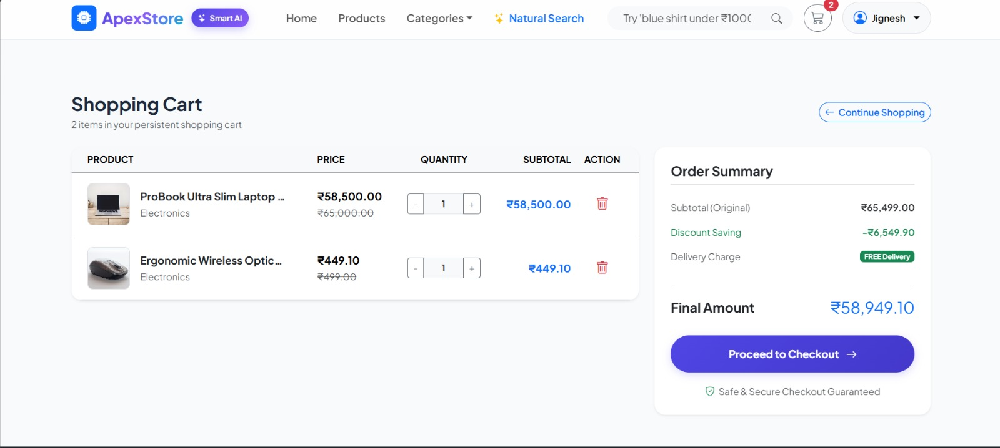 ApexStore
Smart AI
Home
Products
Categories
Natural Search
Try 'blue shirt under ₹100
2
Jignesh
Shopping Cart
2 items in your persistent shopping cart
Continue Shopping
PRODUCT PRICE QUANTITY SUBTOTAL ACTION
ProBook Ultra Slim Laptop ...
Electronics
₹58,500.00
₹65,000.00
- 1 +
₹58,500.00
Ergonomic Wireless Optic...
Electronics
₹449.10
₹499.00
- 1 +
₹449.10
Order Summary
Subtotal (Original) ₹65,499.00
Discount Saving -₹6,549.90
Delivery Charge FREE Delivery
Final Amount ₹58,949.10
Proceed to Checkout
Safe & Secure Checkout Guaranteed